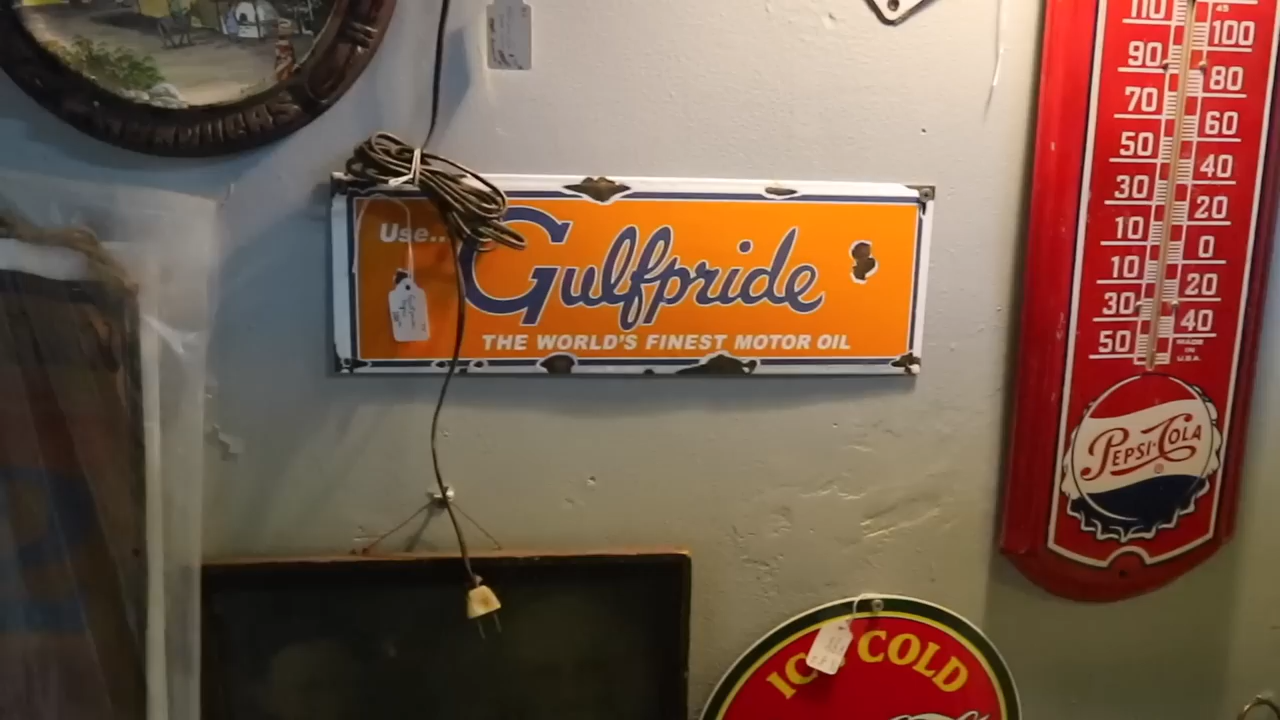 Use..
Gulfpride
THE WORLD'S FINEST MOTOR OIL
110 100
90 80
70 60
50 40
30 20
10 0
10 20
30 40
50
MADE
IN
U.S.A.
PEPSI-COLA
ICE COLD